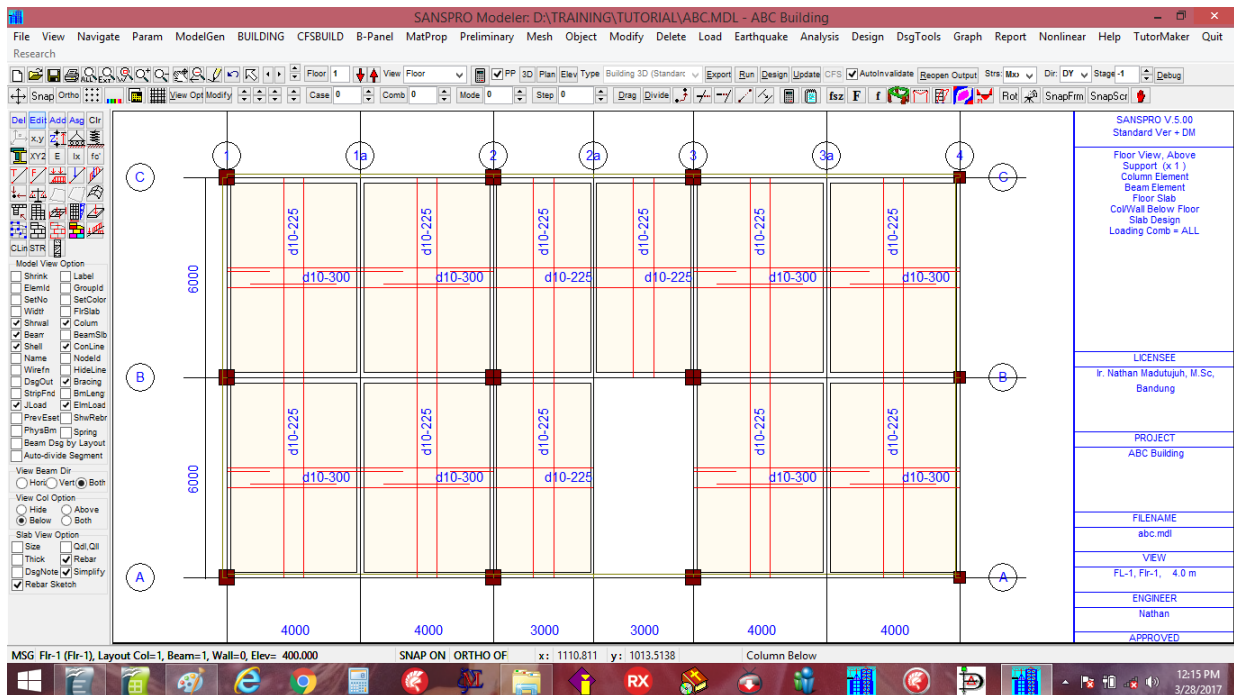 SANSPRO Modeler: D:\TRAINING\TUTORIAL\ABC.MDL - ABC Building
File View Navigate Param ModelGen BUILDING CFSBUILD B-Panel MatProp Preliminary Mesh Object Modify Delete Load Earthquake Analysis Design DsgTools Graph Report Nonlinear Help TutorMaker Quit
Research
Floor 1 View Floor PP 3D Plan Elev Type Building 3D (Standarc Export Run Design Update CFS AutoInvalidate Reopen Output Strs: Mxx Dir: DY Stage -1 Debug
Snap Ortho View Opt Modify Case 0 Comb 0 Mode 0 Step 0 Drag Divide fsz F f Rot SnapFrm SnapScr
Del Edit Add Asg Clr
x,y
XY2 E Ix fc'
CLin STR
Model View Option
Shrink Label
ElemId GroupId
SetNo SetColor
Width FlrSlab
Shrwal Colum
Bearr BeamSlb
Shell ConLine
Name NodeId
Wirefn HideLine
DsgOut Bracing
StripFnd BmLeng
JLoad ElmLoad
PrevEset ShwRebr
PhysBm Spring
Beam Dsg by Layout
Auto-divide Segment
View Beam Dir
Hori Vert Both
View Col Option
Hide Above
Below Both
Slab View Option
Size Qdl,Qll
Thick Rebar
DsgNote Simplify
Rebar Sketch
1 1a 2 2a 3 3a 4
C C
d10-225 d10-225 d10-225 d10-225 d10-225 d10-225
6000
d10-300 d10-300 d10-225 d10-225 d10-300 d10-300
B B
d10-225 d10-225 d10-225 d10-225 d10-225
6000
d10-300 d10-300 d10-225 d10-300 d10-300
A A
4000 4000 3000 3000 4000 4000
SANSPRO V.5.00
Standard Ver + DM
Floor View, Above
Support (x 1 )
Column Element
Beam Element
Floor Slab
Col/Wall Below Floor
Slab Design
Loading Comb = ALL
LICENSEE
Ir. Nathan Madutujuh, M.Sc,
Bandung
PROJECT
ABC Building
FILENAME
abc.mdl
VIEW
FL-1, Flr-1, 4.0 m
ENGINEER
Nathan
APPROVED
MSG Flr-1 (Flr-1), Layout Col=1, Beam=1, Wall=0, Elev= 400.000 SNAP ON ORTHO OF x: 1110.811 y: 1013.5138 Column Below
RX
12:15 PM
3/28/2017